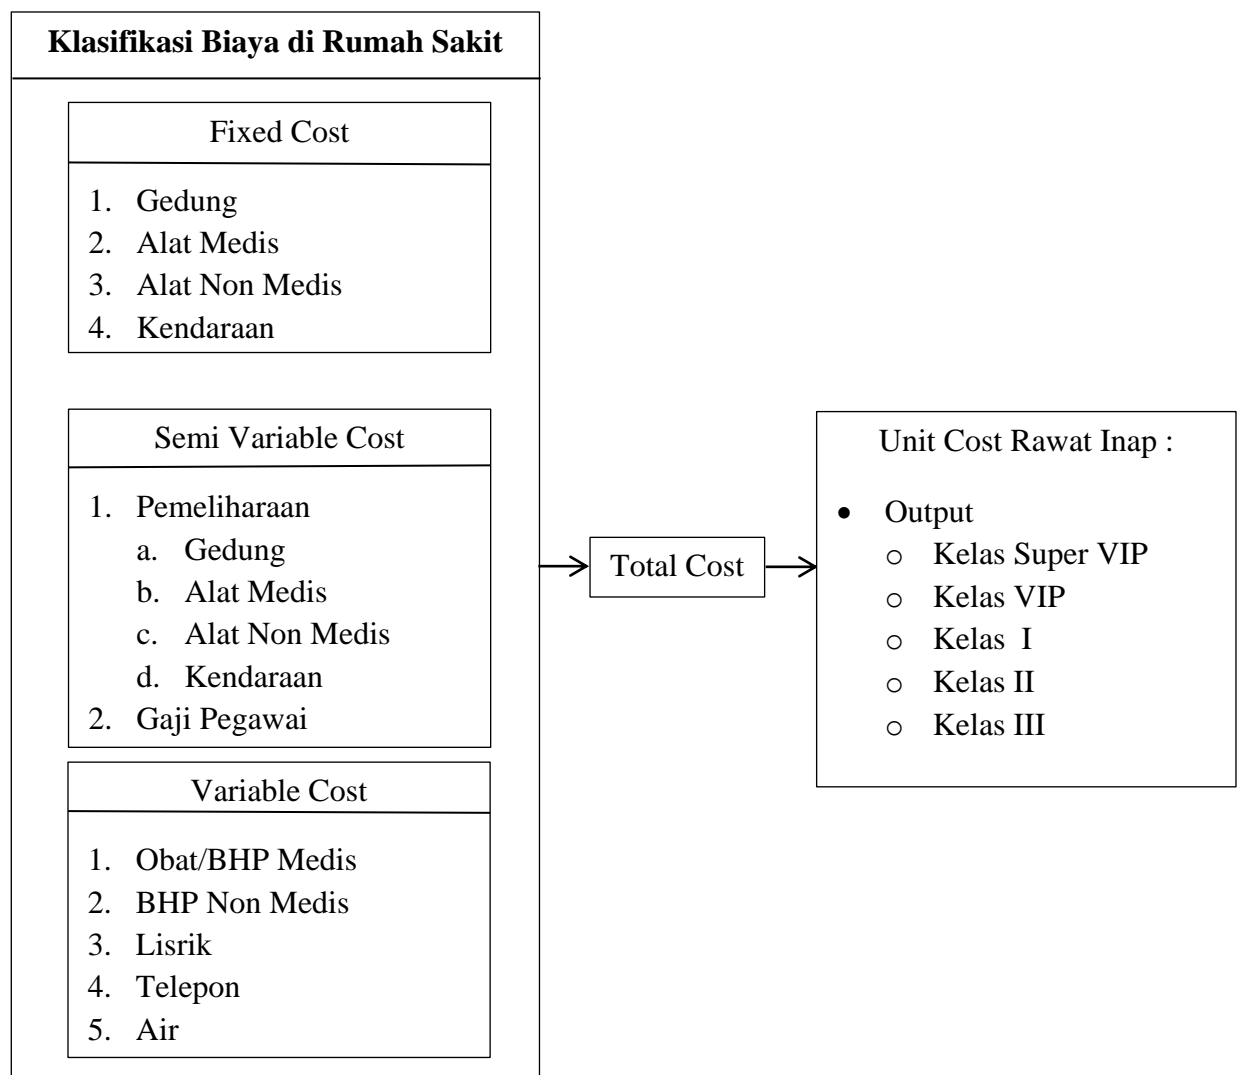 Klasifikasi Biaya di Rumah Sakit
Fixed Cost
1. Gedung
2. Alat Medis
3. Alat Non Medis
4. Kendaraan
Semi Variable Cost
1. Pemeliharaan
a. Gedung
b. Alat Medis
c. Alat Non Medis
d. Kendaraan
2. Gaji Pegawai
Variable Cost
1. Obat/BHP Medis
2. BHP Non Medis
3. Lisrik
4. Telepon
5. Air
Total Cost
Unit Cost Rawat Inap :
• Output
o Kelas Super VIP
o Kelas VIP
o Kelas I
o Kelas II
o Kelas III